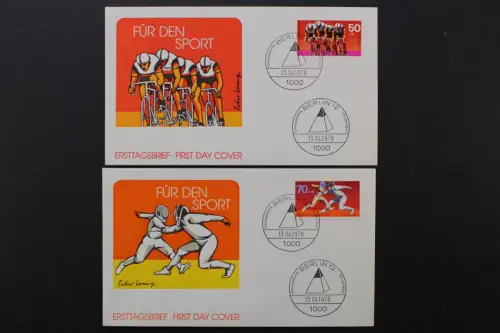 FÜR DEN
SPORT
ERSTTAGSBRIEF · FIRST DAY COVER
50
BERLIN 12
13.04.1978
1000
BERLIN 12
13.04.1978
1000
FÜR DEN
SPORT
ERSTTAGSBRIEF · FIRST DAY COVER
70
BERLIN 12
13.04.1978
1000
BERLIN 12
13.04.1978
1000